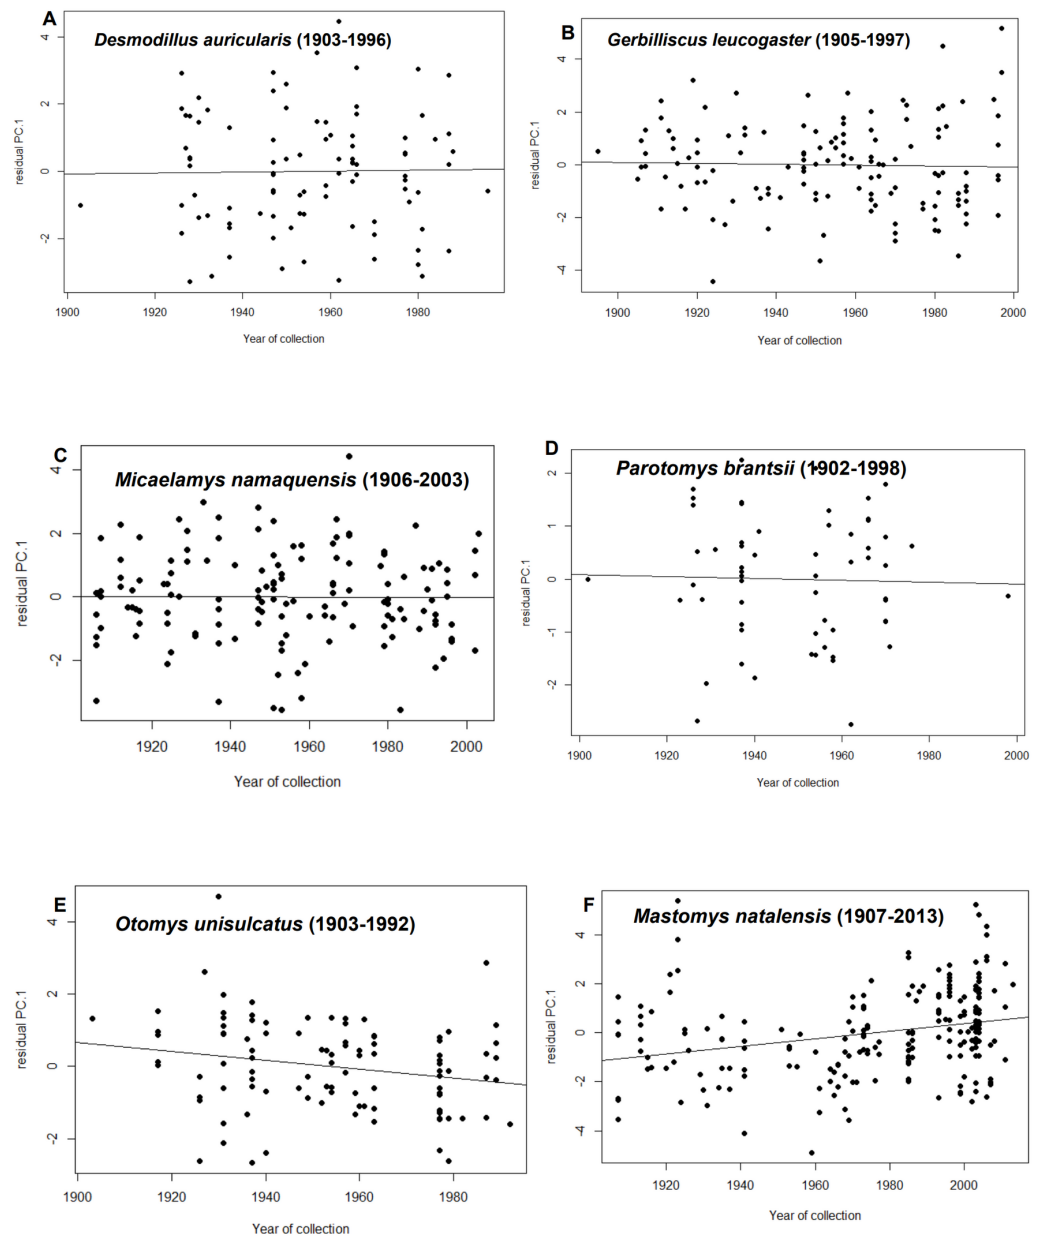 A
Desmodillus auricularis (1903-1996)
residual PC.1
4
2
0
-2
1900 1920 1940 1960 1980
Year of collection
B
Gerbilliscus leucogaster (1905-1997)
residual PC.1
4
2
0
-2
-4
1900 1920 1940 1960 1980 2000
Year of collection
C
Micaelamys namaquensis (1906-2003)
residual PC.1
4
2
0
-2
1920 1940 1960 1980 2000
Year of collection
D
Parotomys brantsii (1902-1998)
residual PC.1
2
1
0
-1
-2
1900 1920 1940 1960 1980 2000
Year of collection
E
Otomys unisulcatus (1903-1992)
residual PC.1
4
2
0
-2
1900 1920 1940 1960 1980
Year of collection
F
Mastomys natalensis (1907-2013)
residual PC.1
4
2
0
-2
-4
1920 1940 1960 1980 2000
Year of collection